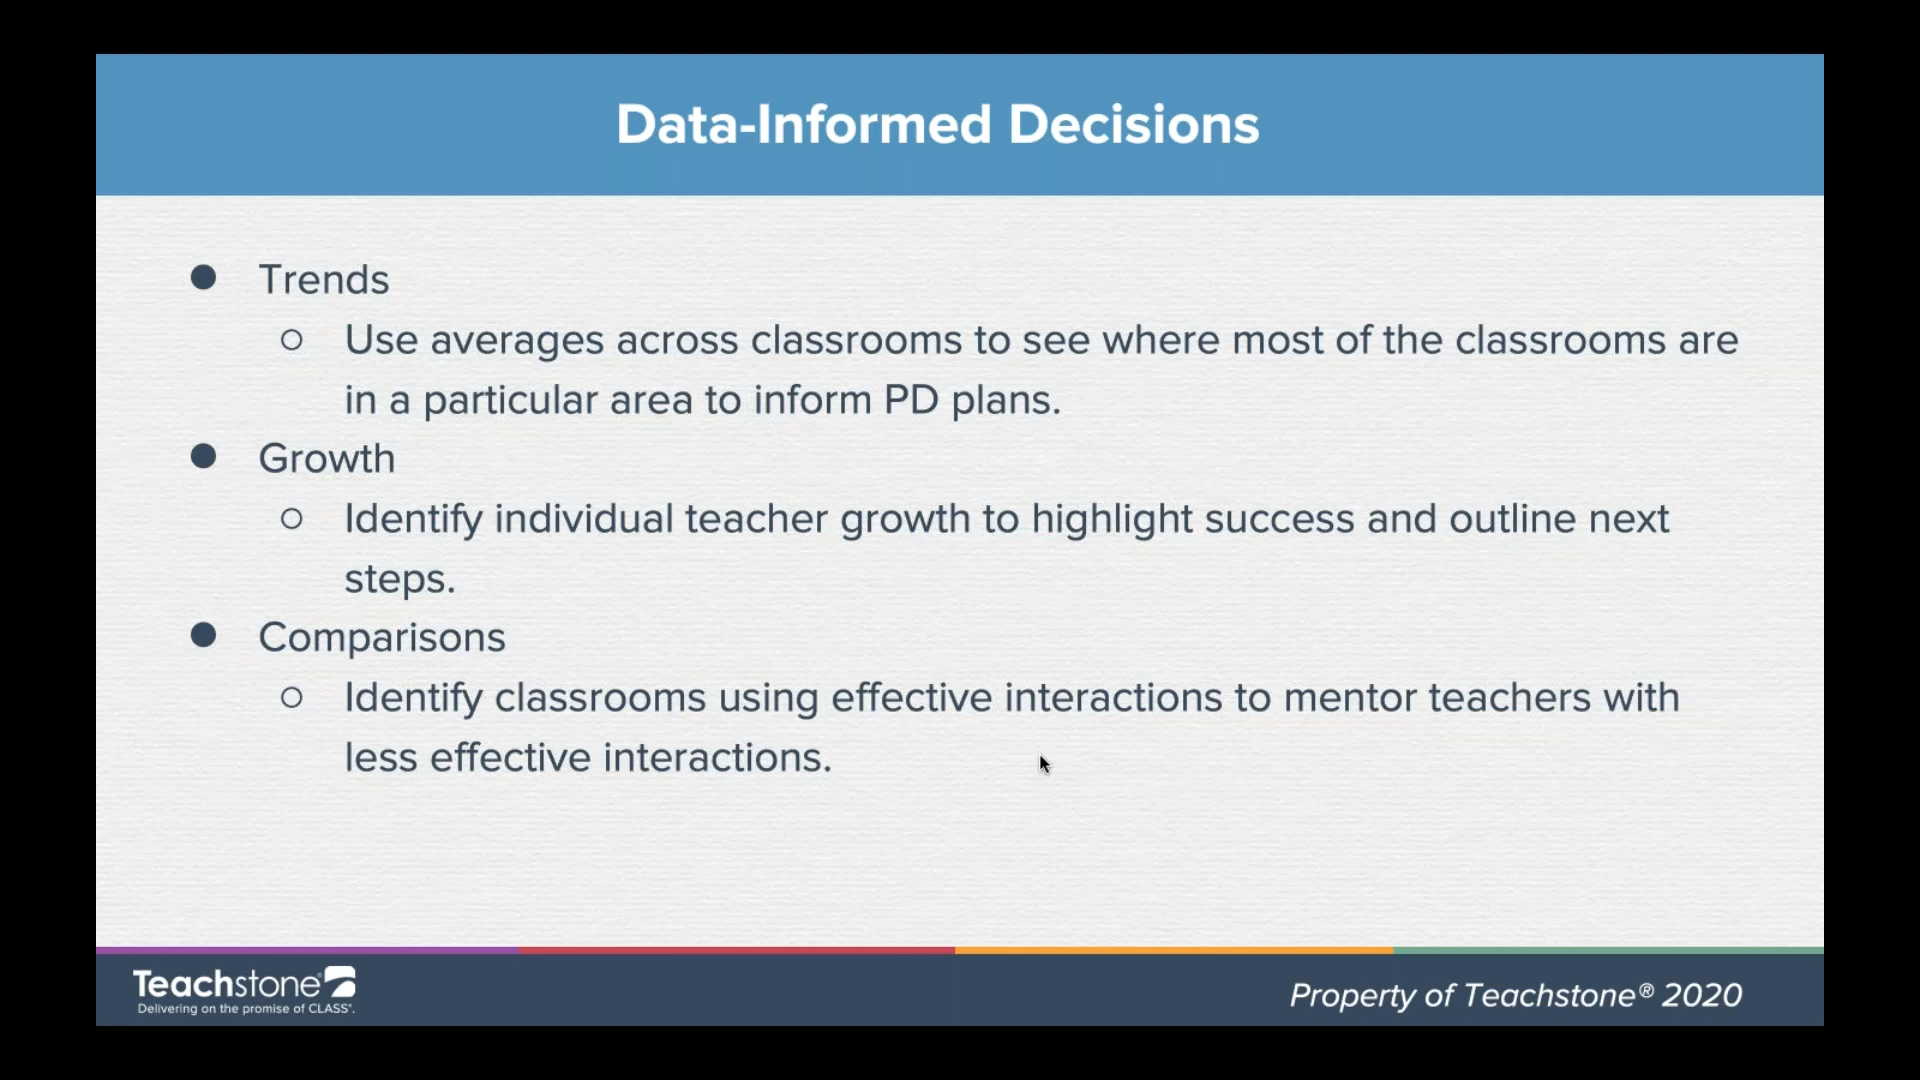 Data-Informed Decisions
● Trends
○ Use averages across classrooms to see where most of the classrooms are
in a particular area to inform PD plans.
● Growth
○ Identify individual teacher growth to highlight success and outline next
steps.
● Comparisons
○ Identify classrooms using effective interactions to mentor teachers with
less effective interactions.
Teachstone®
Delivering on the promise of CLASS®.
Property of Teachstone® 2020